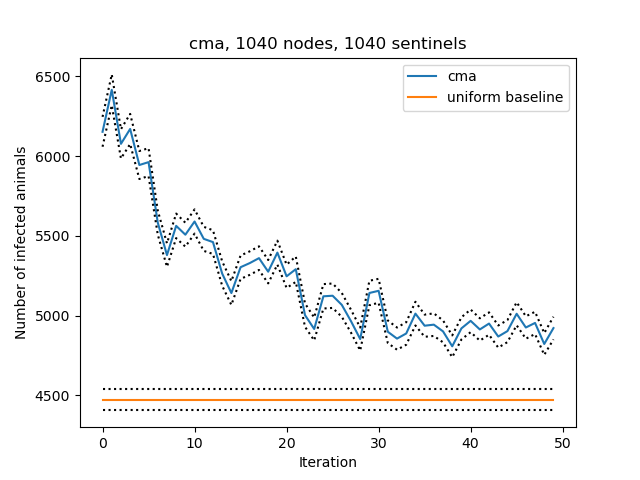 cma, 1040 nodes, 1040 sentinels
cma
uniform baseline
Number of infected animals
6500
6000
5500
5000
4500
0
10
20
30
40
50
Iteration